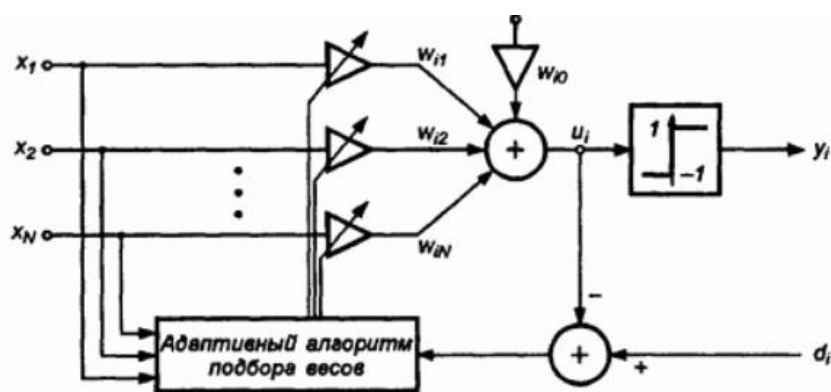 x1
wi1
wi0
x2
wi2
ui
1
-1
yi
xN
wiN
–
Адаптивный алгоритм
подбора весов
+
+
+
di